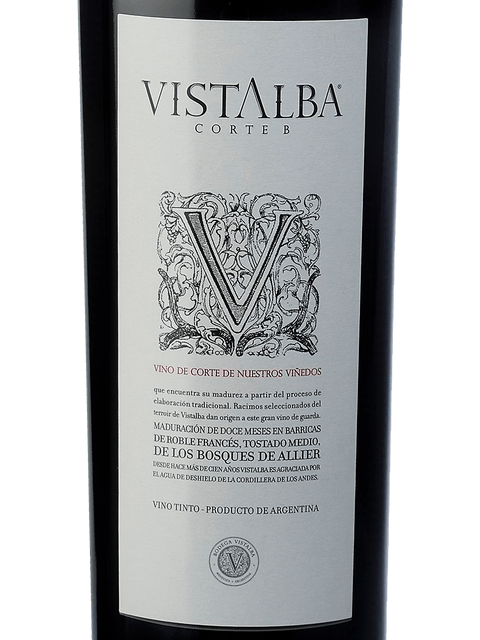 VISTALBA®
CORTE B
V
VINO DE CORTE DE NUESTROS VIÑEDOS
que encuentra su madurez a partir del proceso de
elaboración tradicional. Racimos seleccionados del
terruir de Vistalba dan origen a este gran vino de guarda.
MADURACIÓN DE DOCE MESES EN BARRICAS
DE ROBLE FRANCÉS, TOSTADO MEDIO,
DE LOS BOSQUES DE ALLIER
DESDE HACE MÁS DE CIEN AÑOS VISTALBA ES AGRACIADA POR
EL AGUA DE DESHIELO DE LA CORDILLERA DE LOS ANDES.
VINO TINTO - PRODUCTO DE ARGENTINA
BODEGA VISTALBA
V
MENDOZA • ARGENTINA